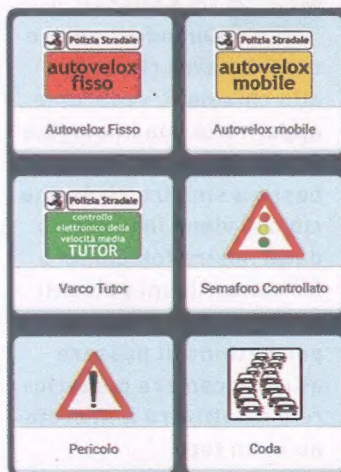 Polizia Stradale
autovelox
fisso
Autovelox Fisso
Polizia Stradale
autovelox
mobile
Autovelox mobile
Polizia Stradale
controllo
elettronico della
velocità media
TUTOR
Varco Tutor
Semaforo Controllato
Pericolo
Coda